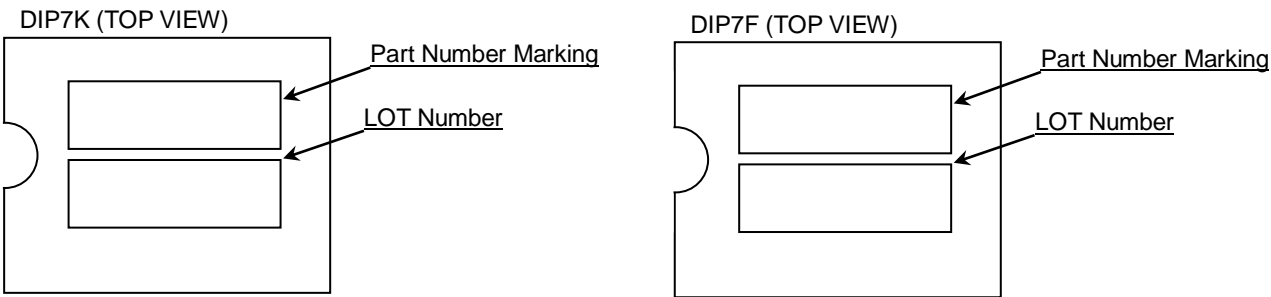 DIP7K (TOP VIEW)
Part Number Marking
LOT Number
DIP7F (TOP VIEW)
Part Number Marking
LOT Number